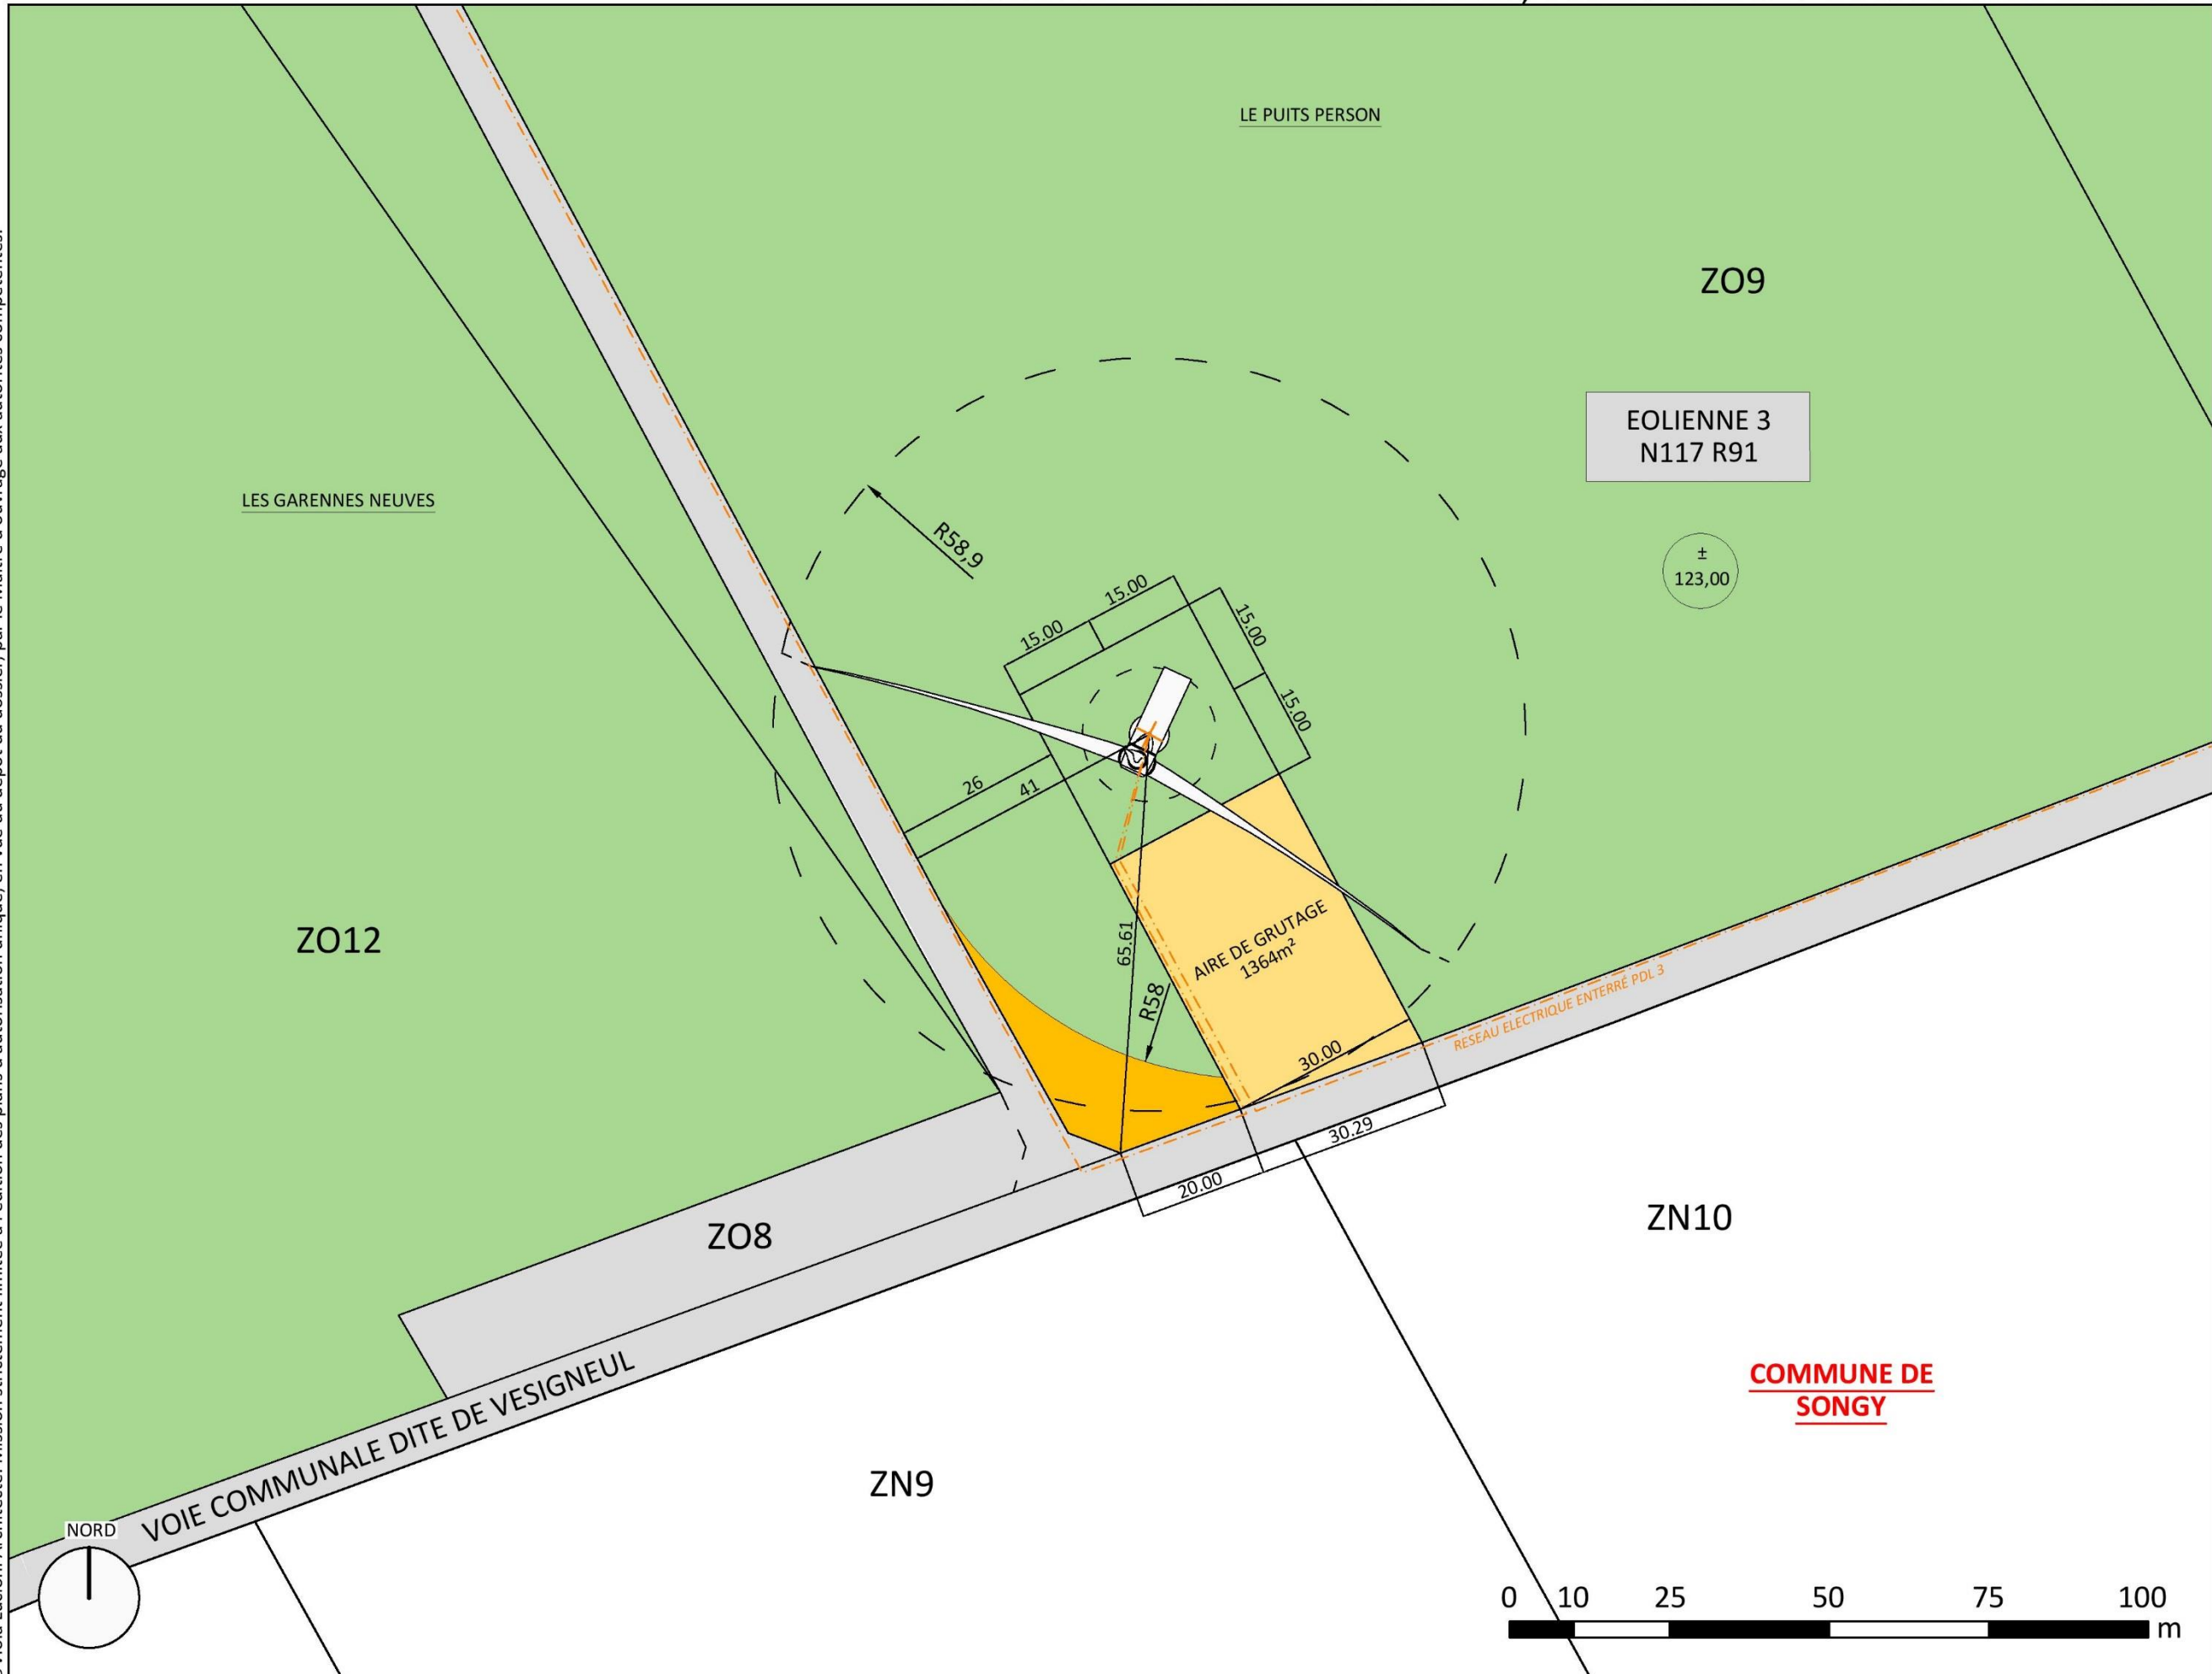 LE PUITS PERSON
ZO9
EOLIENNE 3
N117 R91
LES GARENNES NEUVES
R58,9
±
123,00
15.00
15.00
15.00
15.00
26
41
ZO12
65.61
R58
AIRE DE GRUTAGE
1364m²
30.00
RESEAU ELECTRIQUE ENTERRÉ PDL 3
30.29
20.00
ZO8
ZN10
COMMUNE DE
SONGY
VOIE COMMUNALE DITE DE VESIGNEUL
ZN9
NORD
0 10 25 50 75 100
m